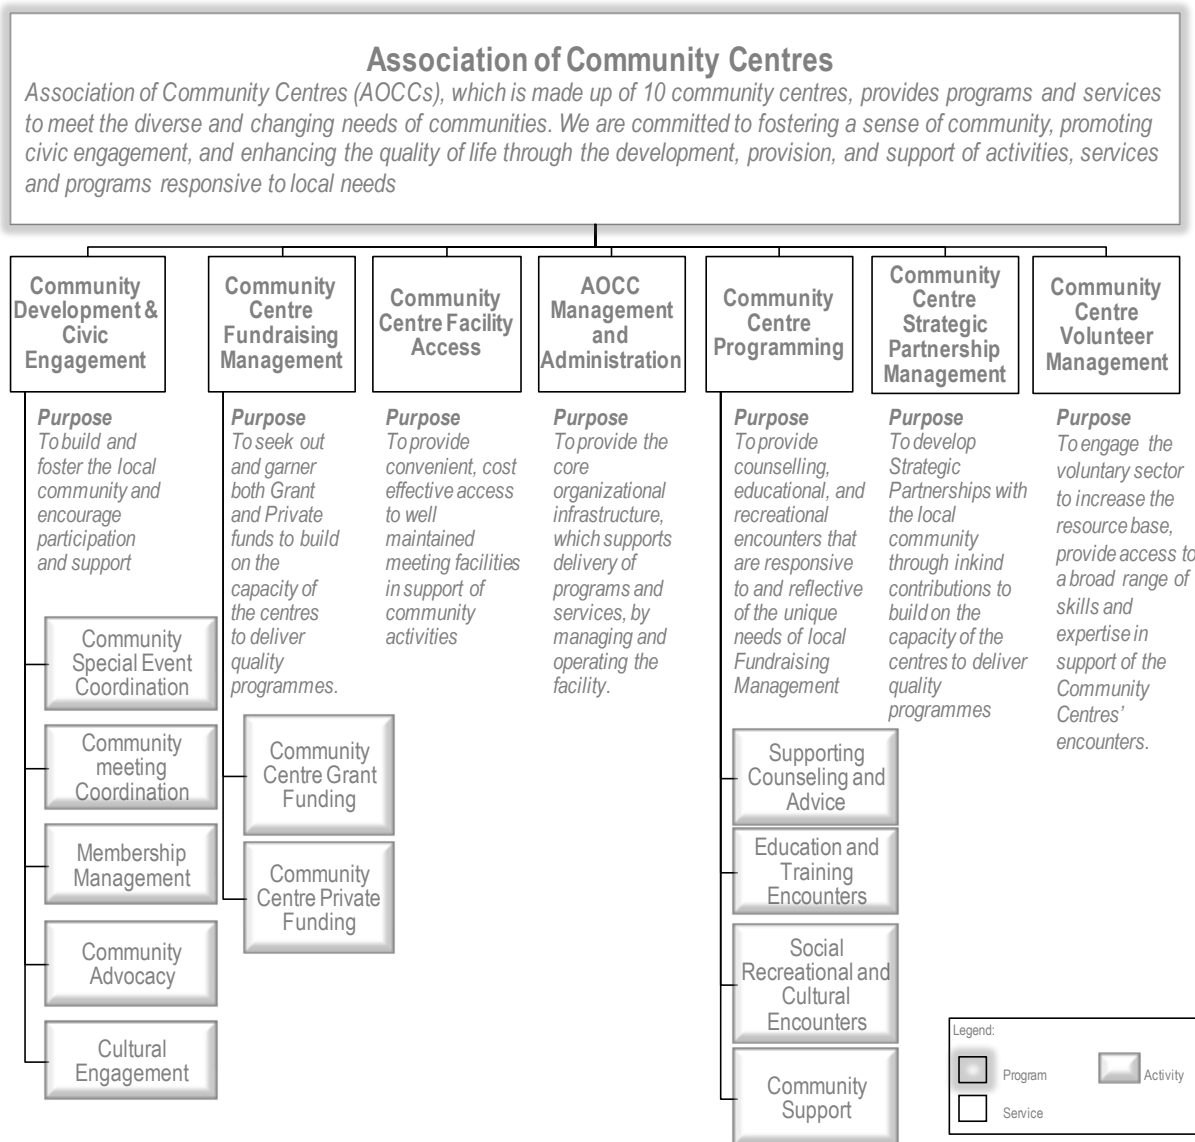 Association of Community Centres
Association of Community Centres (AOCCs), which is made up of 10 community centres, provides programs and services
to meet the diverse and changing needs of communities. We are committed to fostering a sense of community, promoting
civic engagement, and enhancing the quality of life through the development, provision, and support of activities, services
and programs responsive to local needs
Community
Development &
Civic
Engagement
Purpose
To build and
foster the local
community and
encourage
participation
and support
Community
Special Event
Coordination
Community
meeting
Coordination
Membership
Management
Community
Advocacy
Cultural
Engagement
Community
Centre
Fundraising
Management
Purpose
To seek out
and garner
both Grant
and Private
funds to build
on the
capacity of
the centres
to deliver
quality
programmes.
Community
Centre Grant
Funding
Community
Centre Private
Funding
Community
Centre Facility
Access
Purpose
To provide
convenient, cost
effective access
to well
maintained
meeting facilities
in support of
community
activities
AOCC
Management
and
Administration
Purpose
To provide the
core
organizational
infrastructure,
which supports
delivery of
programs and
services, by
managing and
operating the
facility.
Community
Centre
Programming
Purpose
To provide
counselling,
educational, and
recreational
encounters that
are responsive
to and reflective
of the unique
needs of local
Fundraising
Management
Supporting
Counseling and
Advice
Education and
Training
Encounters
Social
Recreational and
Cultural
Encounters
Community
Support
Community
Centre
Strategic
Partnership
Management
Purpose
To develop
Strategic
Partnerships with
the local
community
through inkind
contributions to
build on the
capacity of the
centres to deliver
quality
programmes
Community
Centre
Volunteer
Management
Purpose
To engage the
voluntary sector
to increase the
resource base,
provide access to
a broad range of
skills and
expertise in
support of the
Community
Centres'
encounters.
Legend:
Program
Activity
Service